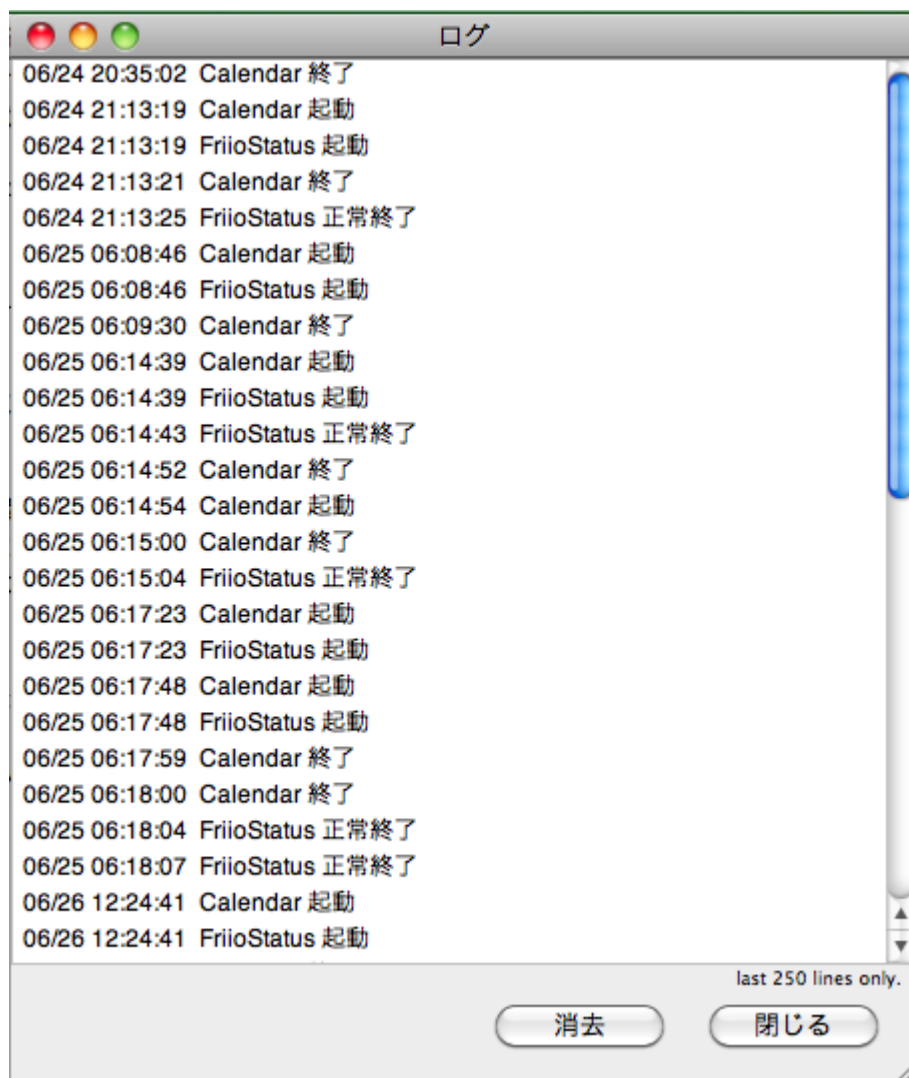 ログ
06/24 20:35:02 Calendar 終了
06/24 21:13:19 Calendar 起動
06/24 21:13:19 FriioStatus 起動
06/24 21:13:21 Calendar 終了
06/24 21:13:25 FriioStatus 正常終了
06/25 06:08:46 Calendar 起動
06/25 06:08:46 FriioStatus 起動
06/25 06:09:30 Calendar 終了
06/25 06:14:39 Calendar 起動
06/25 06:14:39 FriioStatus 起動
06/25 06:14:43 FriioStatus 正常終了
06/25 06:14:52 Calendar 終了
06/25 06:14:54 Calendar 起動
06/25 06:15:00 Calendar 終了
06/25 06:15:04 FriioStatus 正常終了
06/25 06:17:23 Calendar 起動
06/25 06:17:23 FriioStatus 起動
06/25 06:17:48 Calendar 起動
06/25 06:17:48 FriioStatus 起動
06/25 06:17:59 Calendar 終了
06/25 06:18:00 Calendar 終了
06/25 06:18:04 FriioStatus 正常終了
06/25 06:18:07 FriioStatus 正常終了
06/26 12:24:41 Calendar 起動
06/26 12:24:41 FriioStatus 起動
last 250 lines only.
消去 閉じる